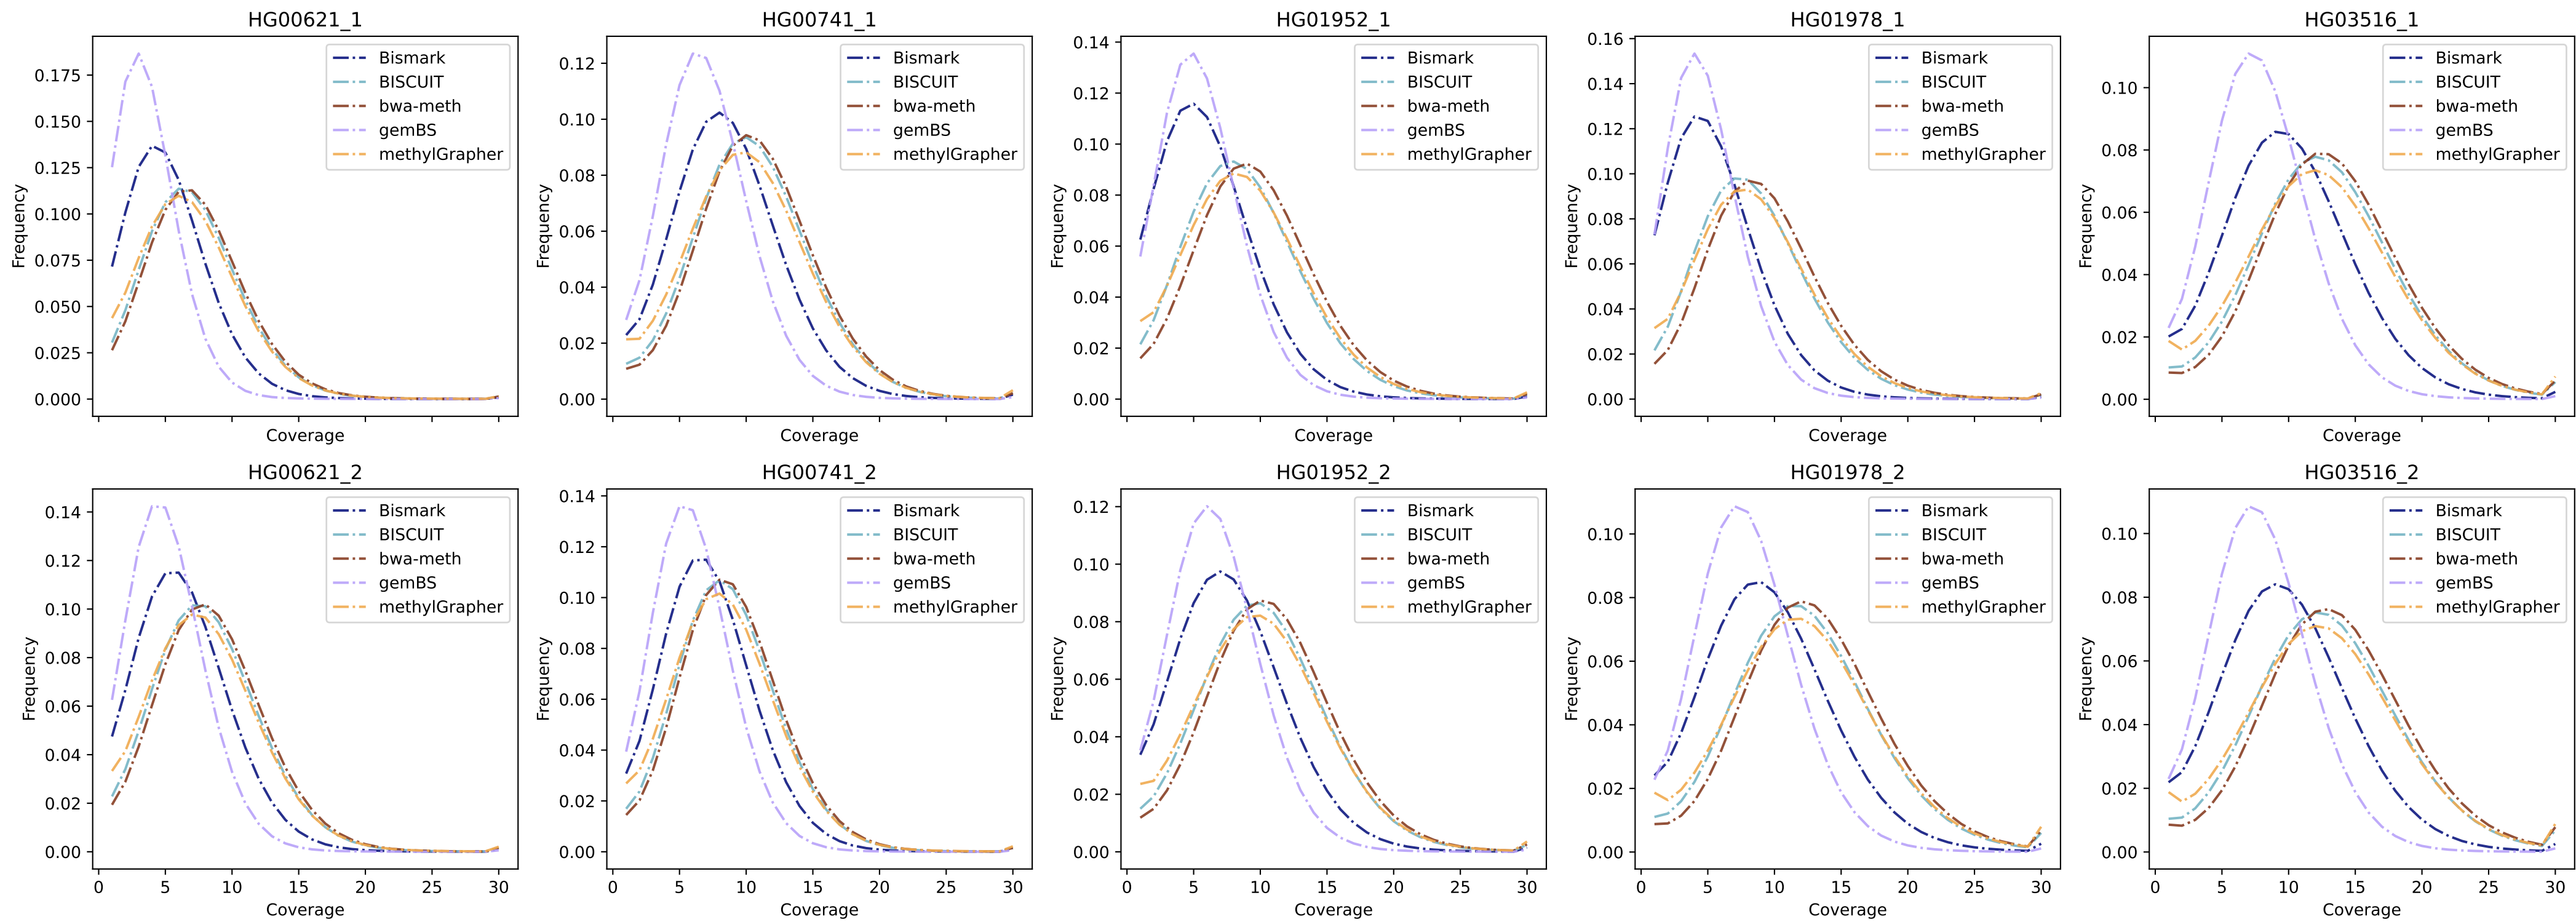 HG00621_1
0.175
0.150
0.125
0.100
0.075
0.050
0.025
0.000
Frequency
Coverage
Bismark
BISCUIT
bwa-meth
gemBS
methylGrapher
HG00741_1
0.12
0.10
0.08
0.06
0.04
0.02
0.00
Frequency
Coverage
Bismark
BISCUIT
bwa-meth
gemBS
methylGrapher
HG01952_1
0.14
0.12
0.10
0.08
0.06
0.04
0.02
0.00
Frequency
Coverage
Bismark
BISCUIT
bwa-meth
gemBS
methylGrapher
HG01978_1
0.16
0.14
0.12
0.10
0.08
0.06
0.04
0.02
0.00
Frequency
Coverage
Bismark
BISCUIT
bwa-meth
gemBS
methylGrapher
HG03516_1
0.10
0.08
0.06
0.04
0.02
0.00
Frequency
Coverage
Bismark
BISCUIT
bwa-meth
gemBS
methylGrapher
HG00621_2
0.14
0.12
0.10
0.08
0.06
0.04
0.02
0.00
Frequency
0 5 10 15 20 25 30
Coverage
Bismark
BISCUIT
bwa-meth
gemBS
methylGrapher
HG00741_2
0.14
0.12
0.10
0.08
0.06
0.04
0.02
0.00
Frequency
0 5 10 15 20 25 30
Coverage
Bismark
BISCUIT
bwa-meth
gemBS
methylGrapher
HG01952_2
0.12
0.10
0.08
0.06
0.04
0.02
0.00
Frequency
0 5 10 15 20 25 30
Coverage
Bismark
BISCUIT
bwa-meth
gemBS
methylGrapher
HG01978_2
0.10
0.08
0.06
0.04
0.02
0.00
Frequency
0 5 10 15 20 25 30
Coverage
Bismark
BISCUIT
bwa-meth
gemBS
methylGrapher
HG03516_2
0.10
0.08
0.06
0.04
0.02
0.00
Frequency
0 5 10 15 20 25 30
Coverage
Bismark
BISCUIT
bwa-meth
gemBS
methylGrapher